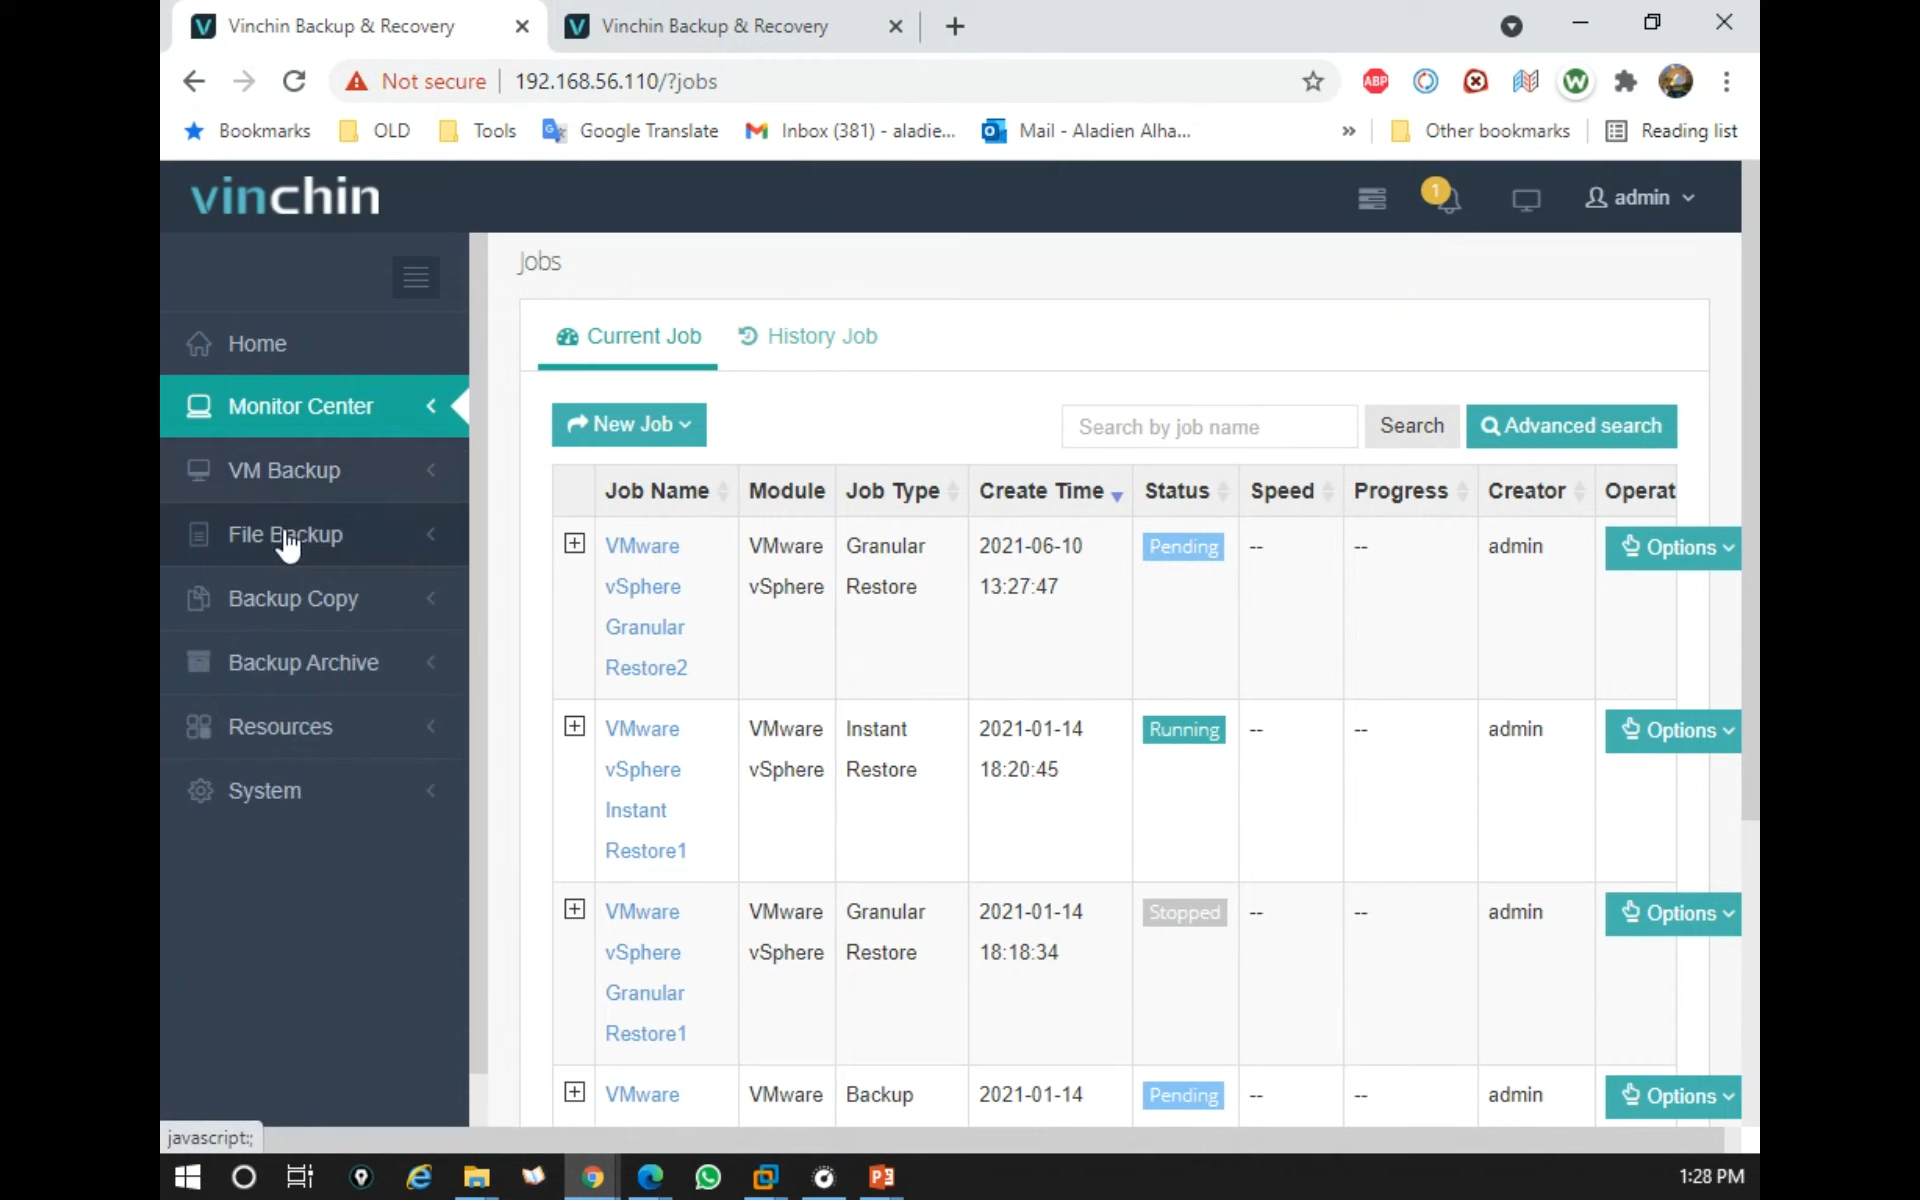 Vinchin Backup & Recovery
Vinchin Backup & Recovery
Not secure
192.168.56.110/?jobs
ABP
W
Bookmarks
OLD
Tools
Google Translate
Inbox (381) - aladie...
Mail - Aladien Alha...
»
Other bookmarks
Reading list
vinchin
1
admin
Home
Monitor Center
VM Backup
File Backup
Backup Copy
Backup Archive
Resources
System
Jobs
Current Job
History Job
New Job
Search by job name
Search
Advanced search
Job Name Module Job Type Create Time Status Speed Progress Creator Operat
VMware VMware Granular 2021-06-10 Pending -- -- admin Options
vSphere vSphere Restore 13:27:47
Granular
Restore2
VMware VMware Instant 2021-01-14 Running -- -- admin Options
vSphere vSphere Restore 18:20:45
Instant
Restore1
VMware VMware Granular 2021-01-14 Stopped -- -- admin Options
vSphere vSphere Restore 18:18:34
Granular
Restore1
VMware VMware Backup 2021-01-14 Pending -- -- admin Options
javascript:;
1:28 PM